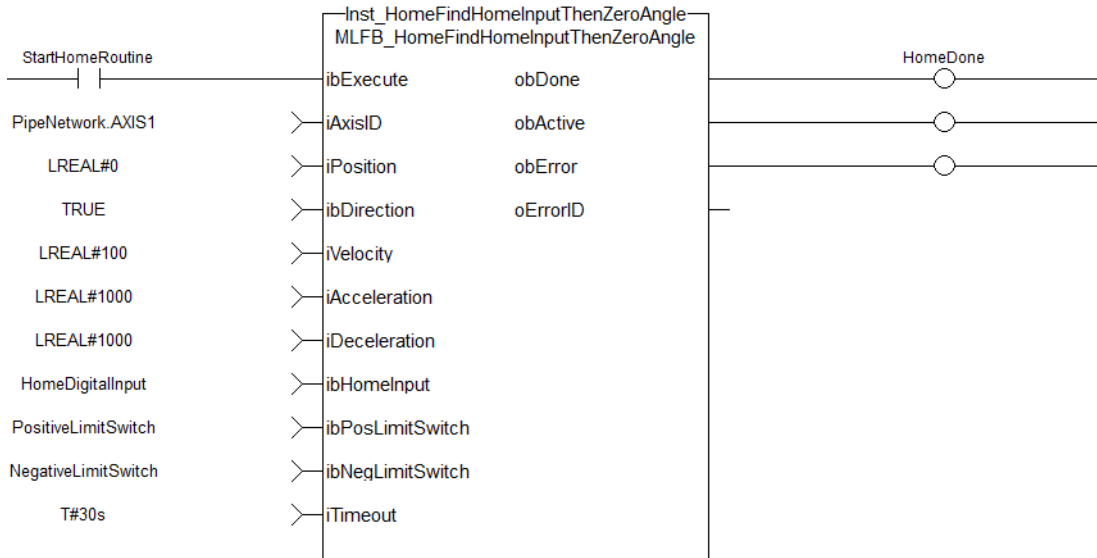 Inst_HomeFindHomeInputThenZeroAngle
MLFB_HomeFindHomeInputThenZeroAngle
StartHomeRoutine ibExecute obDone HomeDone
PipeNetwork.AXIS1 iAxisID obActive
LREAL#0 iPosition obError
TRUE ibDirection oErrorID
LREAL#100 iVelocity
LREAL#1000 iAcceleration
LREAL#1000 iDeceleration
HomeDigitalInput ibHomeInput
PositiveLimitSwitch ibPosLimitSwitch
NegativeLimitSwitch ibNegLimitSwitch
T#30s iTimeout